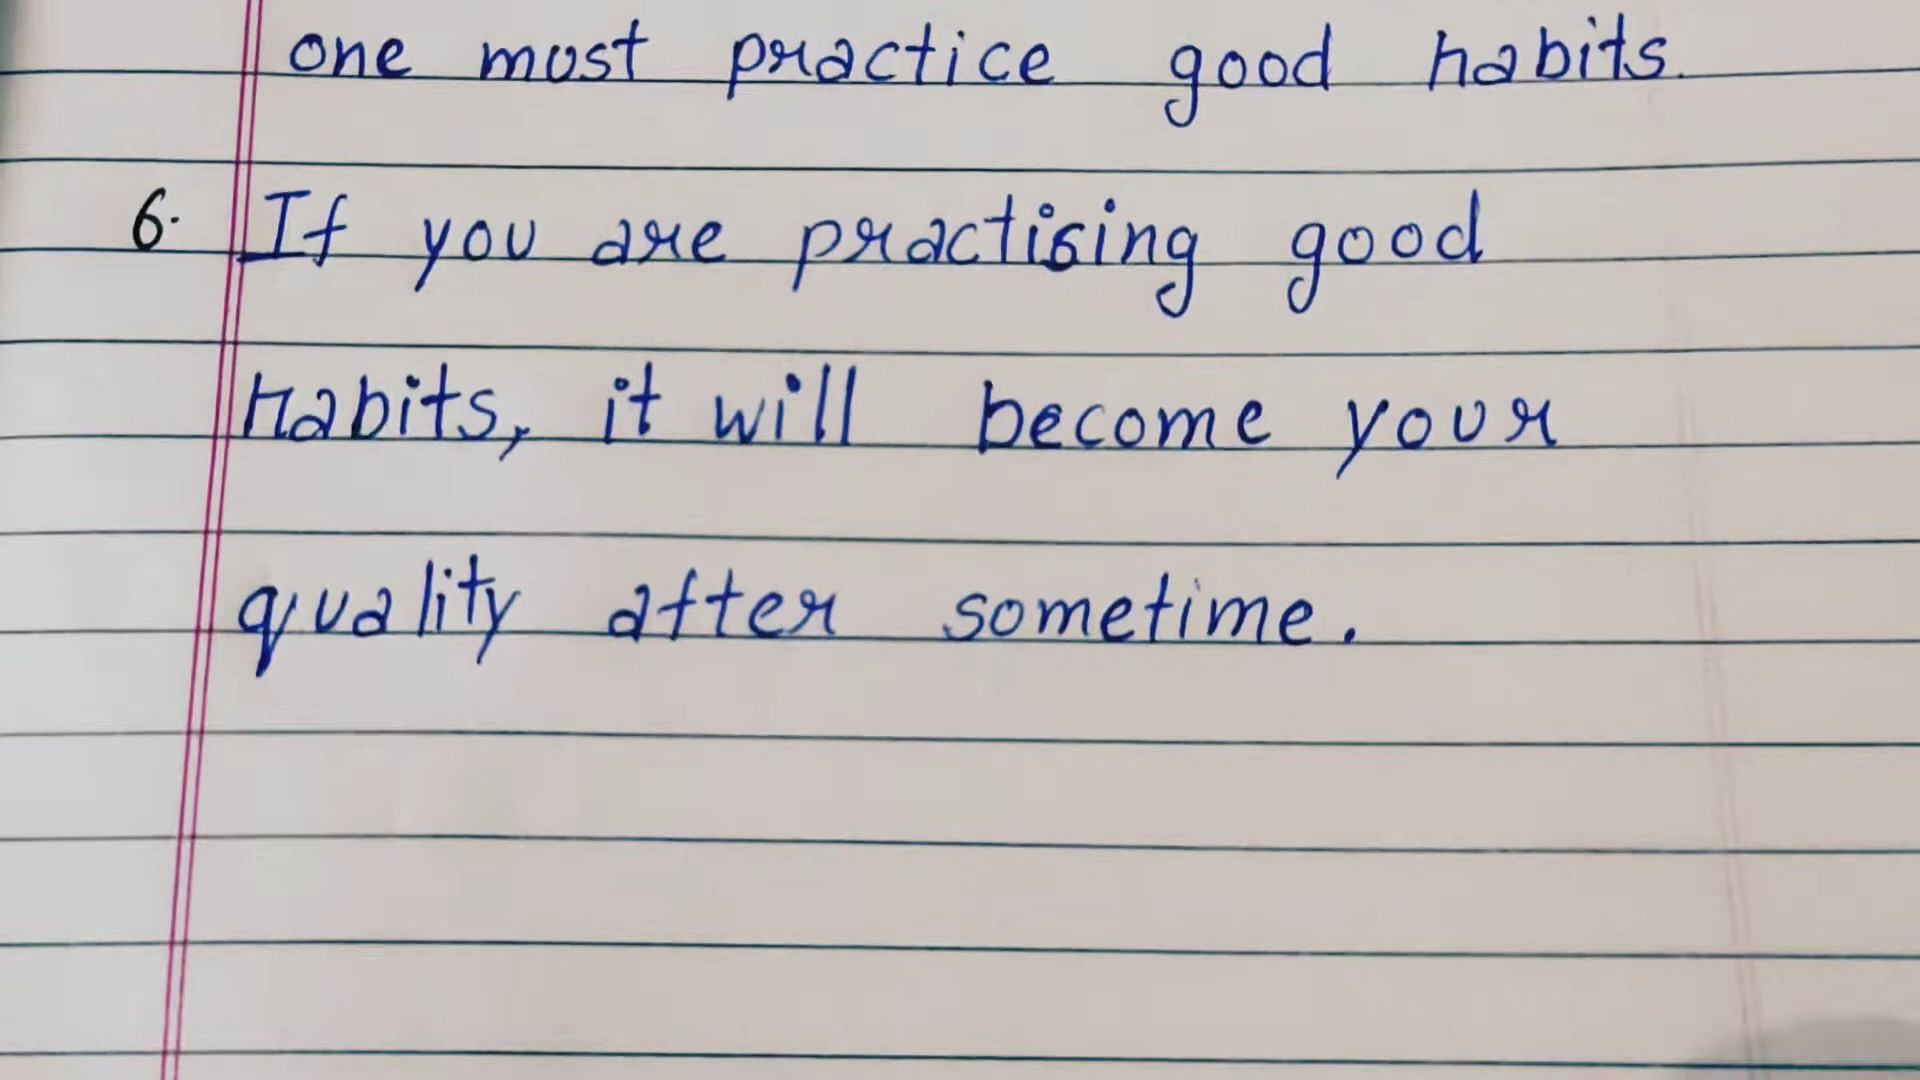 one must practice good habits.
6. If you are practising good
habits, it will become your
quality after sometime.